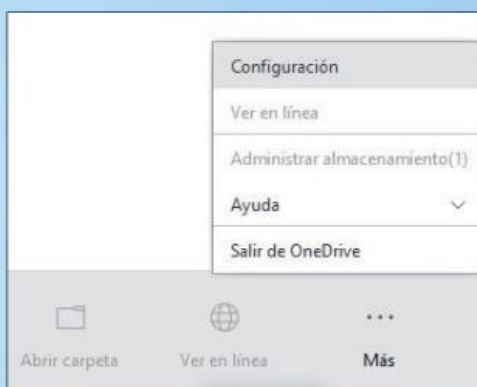 Configuración
Ver en línea
Administrar almacenamiento(1)
Ayuda
Salir de OneDrive
Abrir carpeta
Ver en línea
Más